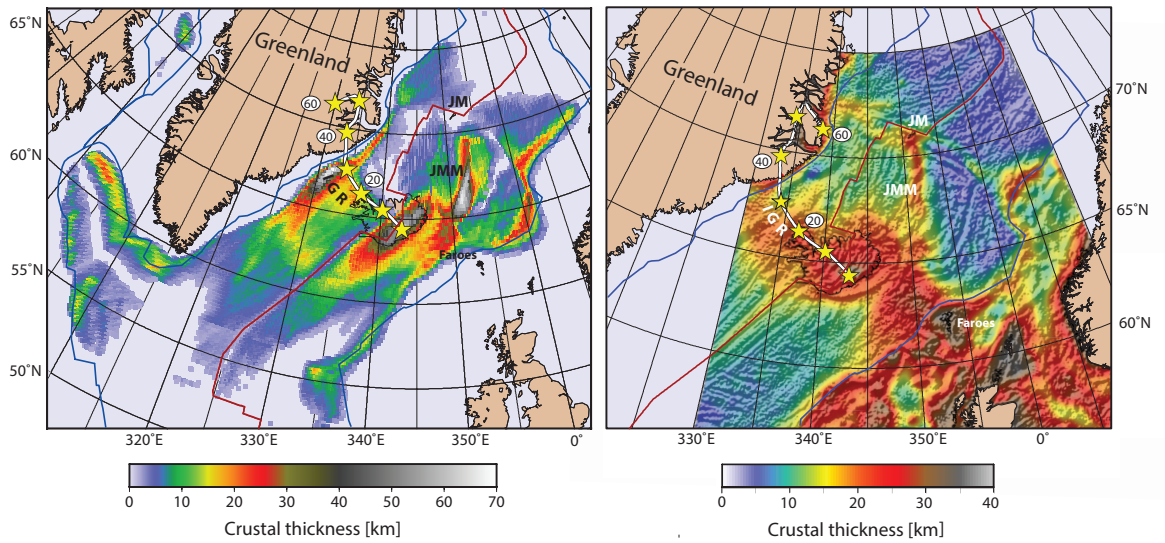 65°N
60°N
55°N
50°N
Greenland
60
40
20
JM
JMM
I G R
Faroes
320°E
330°E
340°E
350°E
0°
0 10 20 30 40 50 60 70
Crustal thickness [km]
Greenland
60
40
20
JM
JMM
I G R
Faroes
70°N
65°N
60°N
330°E
340°E
350°E
0°
0 10 20 30 40
Crustal thickness [km]